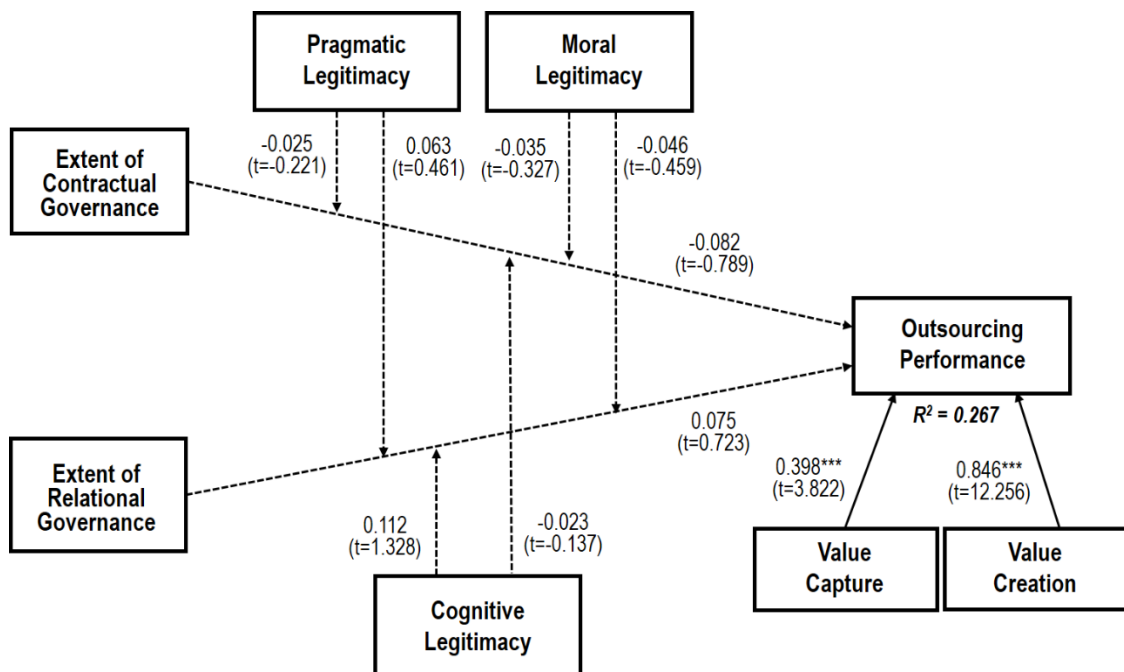 Pragmatic
Legitimacy
Moral
Legitimacy
-0.025
(t=-0.221)
0.063
(t=0.461)
-0.035
(t=-0.327)
-0.046
(t=-0.459)
Extent of
Contractual
Governance
-0.082
(t=-0.789)
Outsourcing
Performance
R² = 0.267
0.075
(t=0.723)
Extent of
Relational
Governance
0.398***
(t=3.822)
0.846***
(t=12.256)
0.112
(t=1.328)
-0.023
(t=-0.137)
Value
Capture
Value
Creation
Cognitive
Legitimacy